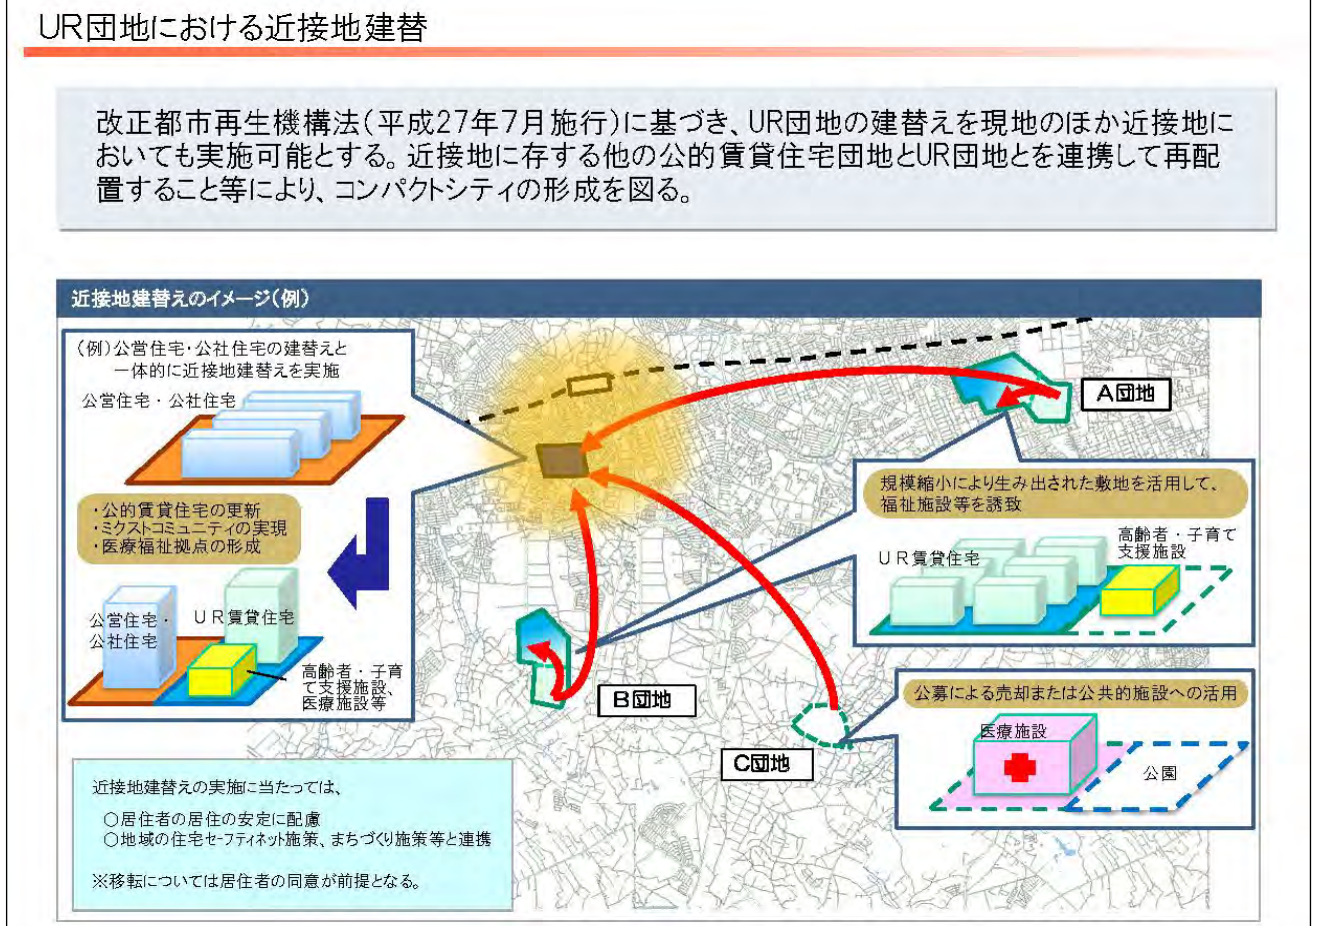 UR団地における近接地建替
改正都市再生機構法(平成27年7月施行)に基づき、UR団地の建替えを現地のほか近接地に
おいても実施可能とする。近接地に存する他の公的賃貸住宅団地とUR団地とを連携して再配
置すること等により、コンパクトシティの形成を図る。
近接地建替えのイメージ(例)
(例)公営住宅・公社住宅の建替えと
一体的に近接地建替えを実施
公営住宅・公社住宅
・公的賃貸住宅の更新
・ミクストコミュニティの実現
・医療福祉拠点の形成
公営住宅・
公社住宅
UR賃貸住宅
高齢者・子育
て支援施設、
医療施設等
A団地
規模縮小により生み出された敷地を活用して、
福祉施設等を誘致
UR賃貸住宅
高齢者・子育て
支援施設
B団地
C団地
公募による売却または公共的施設への活用
医療施設
公園
近接地建替えの実施に当たっては、
○居住者の居住の安定に配慮
○地域の住宅セーフティネット施策、まちづくり施策等と連携
※移転については居住者の同意が前提となる。